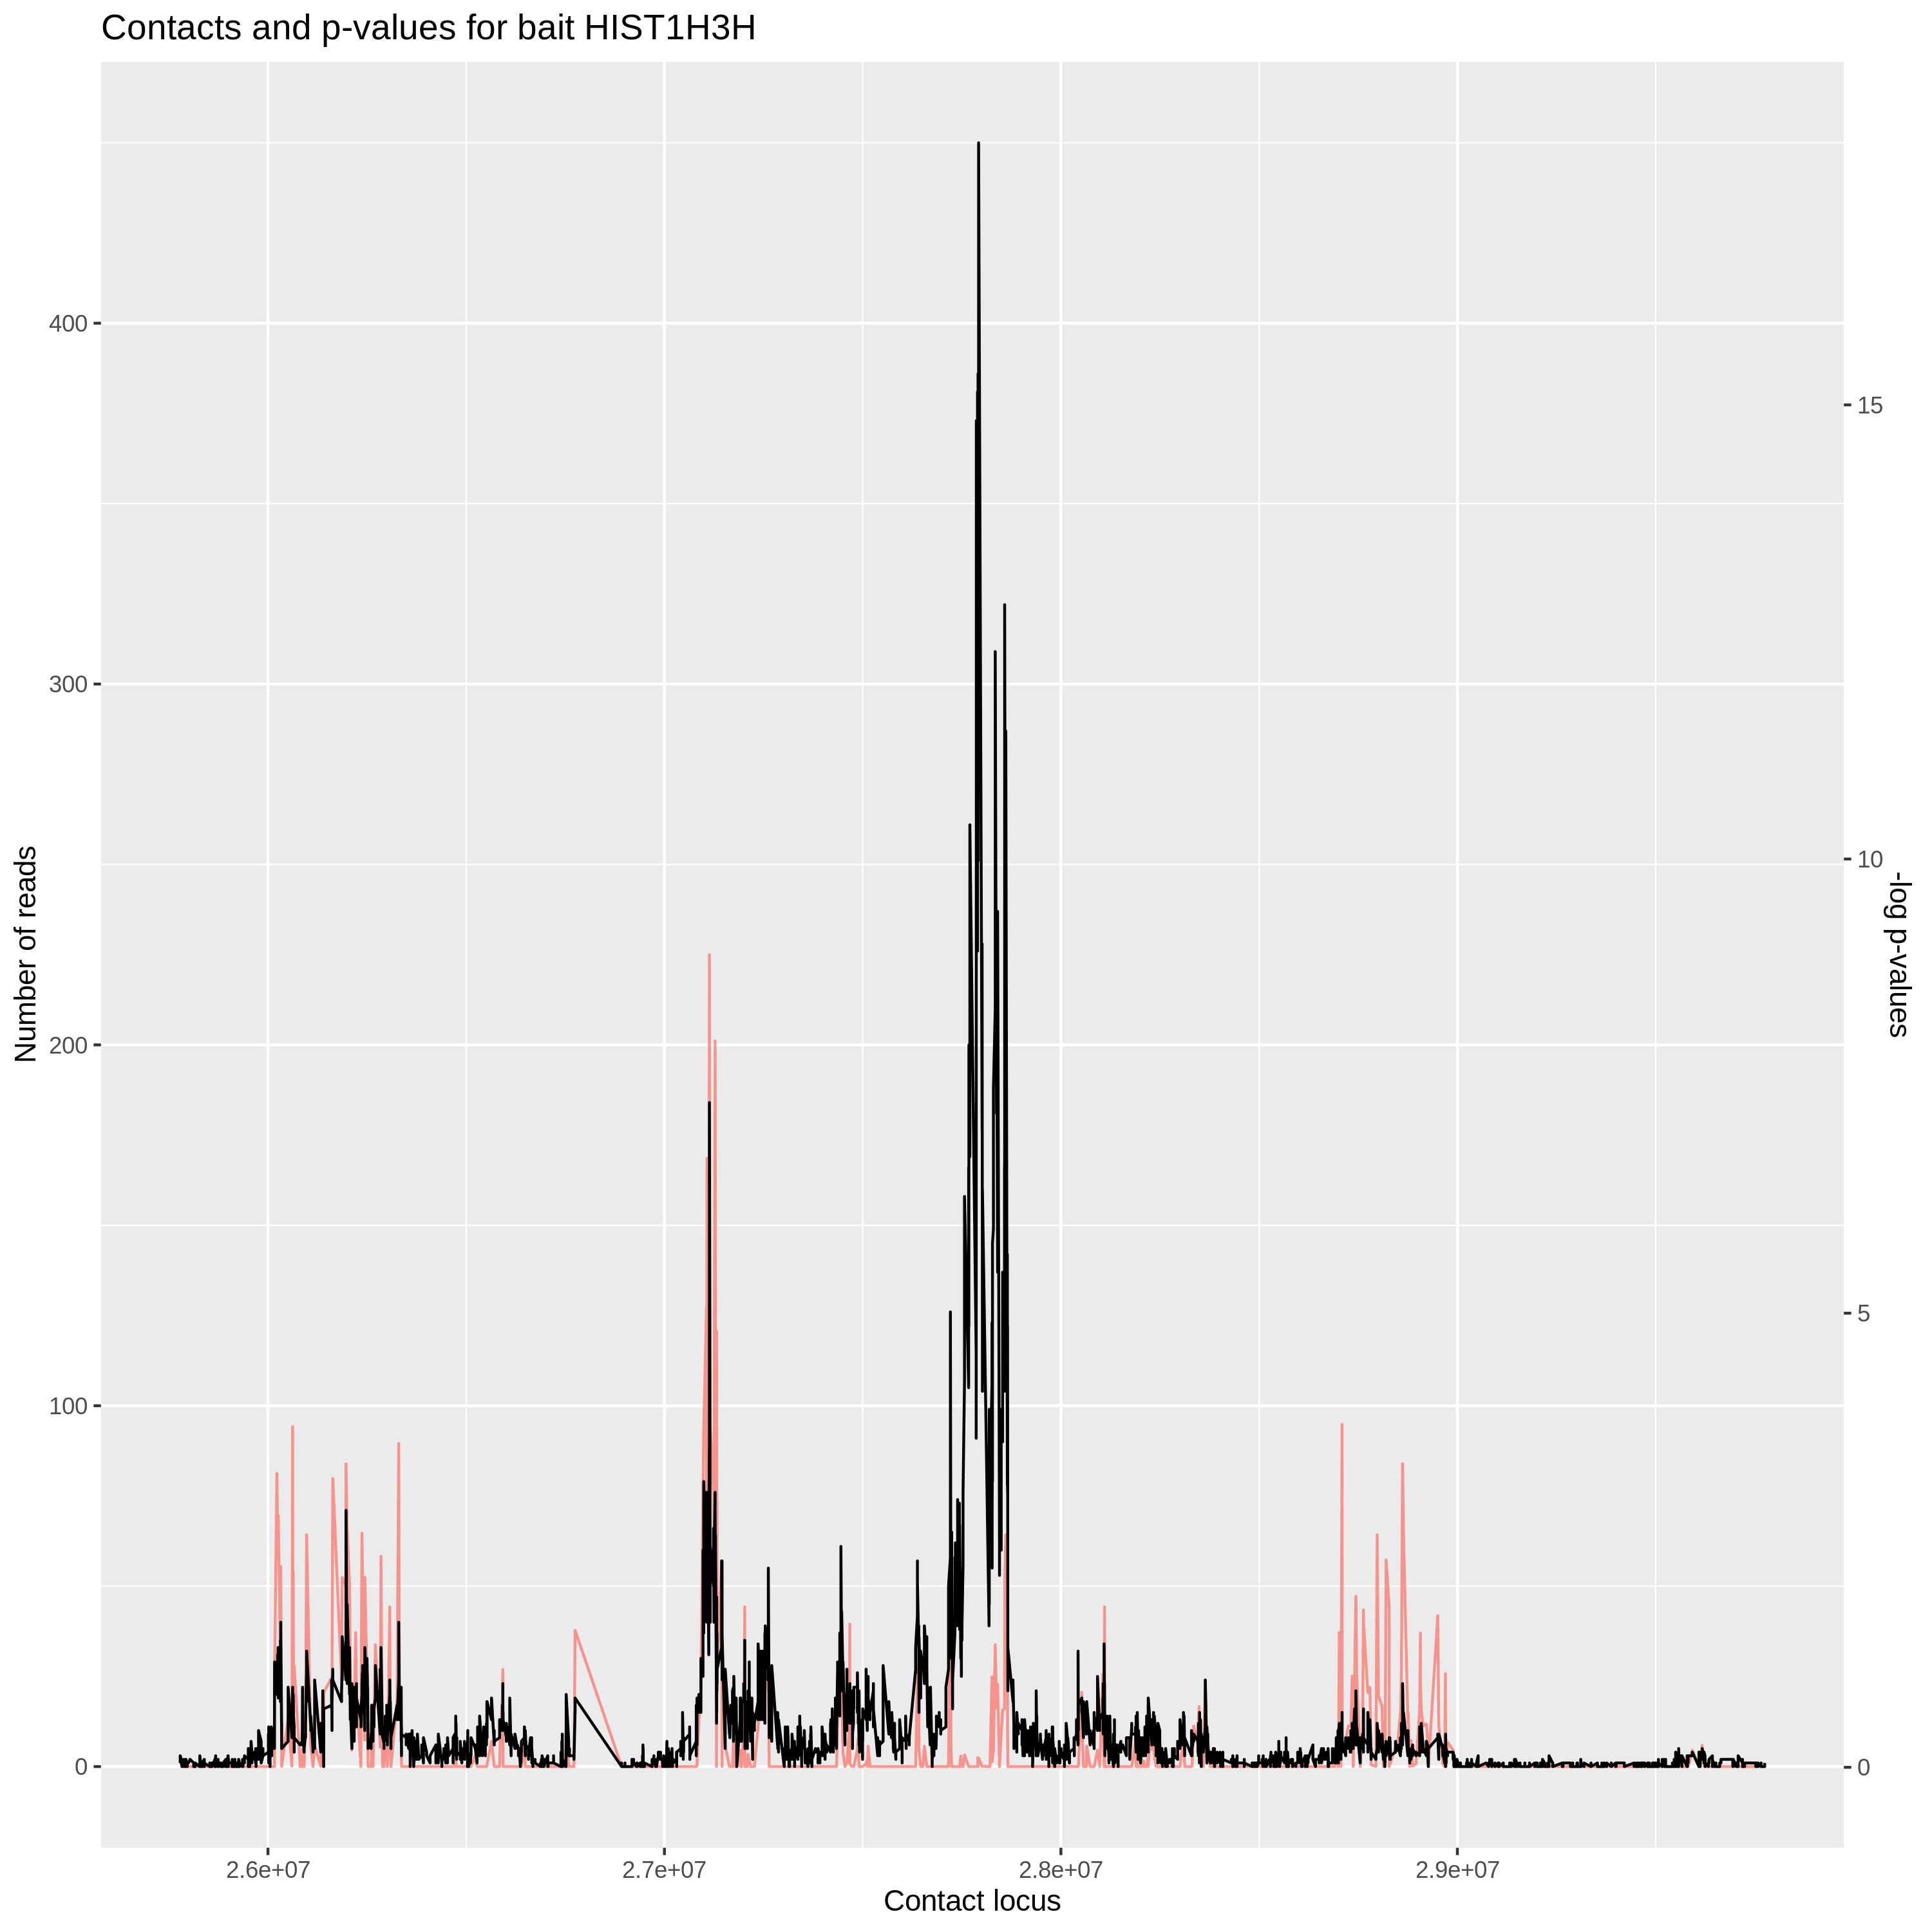 Contacts and p-values for bait HIST1H3H
Number of reads
400
300
200
100
0
15
10
5
0
-log p-values
2.6e+07
2.7e+07
2.8e+07
2.9e+07
Contact locus